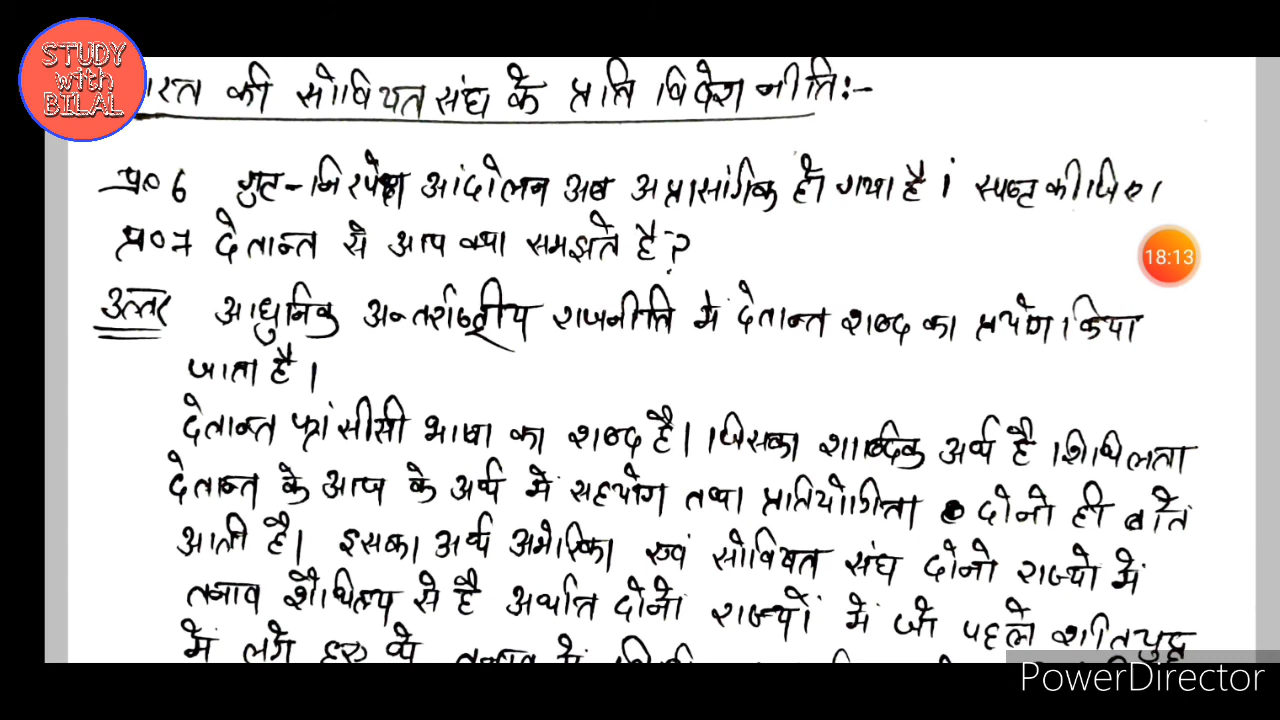 STUDY
with
BILAL
भारत की सोवियत संघ के प्रति विदेश नीति:-
प्र० 6 गुट-निरपेक्ष आंदोलन अब अप्रासांगिक हो गया है। स्पष्ट कीजिए।
प्र० 7 देतान्त से आप क्या समझते है?
18:13
उत्तर आधुनिक अन्तर्राष्ट्रीय राजनीति में देतान्त शब्द का प्रयोग किया
जाता है।
देतान्त फ्रांसीसी भाषा का शब्द है। जिसका शाब्दिक अर्थ है शिथिलता
देतान्त के आज के अर्थ में सहयोग तथा प्रतियोगिता दोनो ही बातें
आती है। इसका अर्थ अमेरिका एवं सोवियत संघ दोनो राज्यो में
तनाव शैथिल्य से है अर्थात दोनो राज्यों में जो पहले शीतयुद्ध
में लगे हुए थे तनाव में
PowerDirector